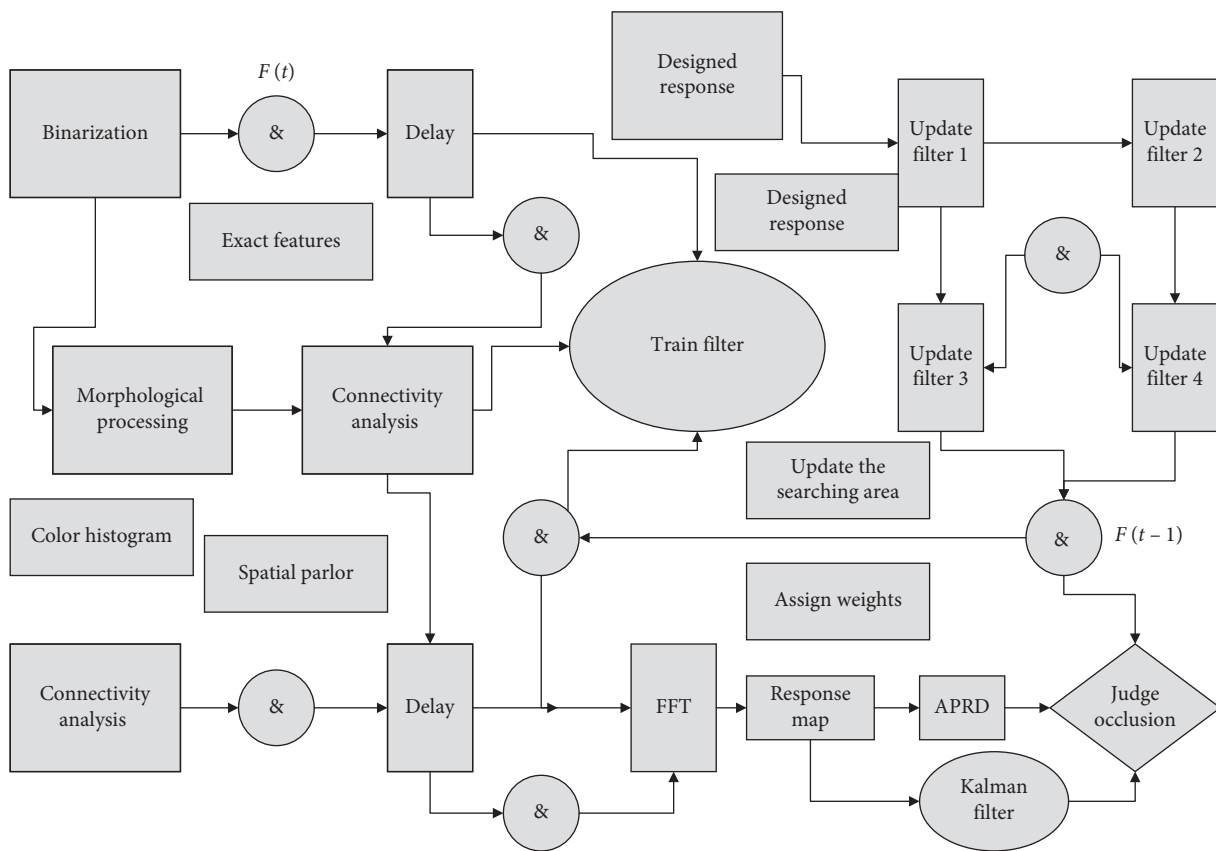 F (t)
Designed
response
Binarization
&
Delay
Update
filter 1
Update
filter 2
Designed
response
Exact features
&
&
Train filter
Update
filter 3
Update
filter 4
Morphological
processing
Connectivity
analysis
Update the
searching area
Color histogram
&
&
F (t – 1)
Spatial parlor
Assign weights
Connectivity
analysis
&
Delay
FFT
Response
map
APRD
Judge
occlusion
&
Kalman
filter